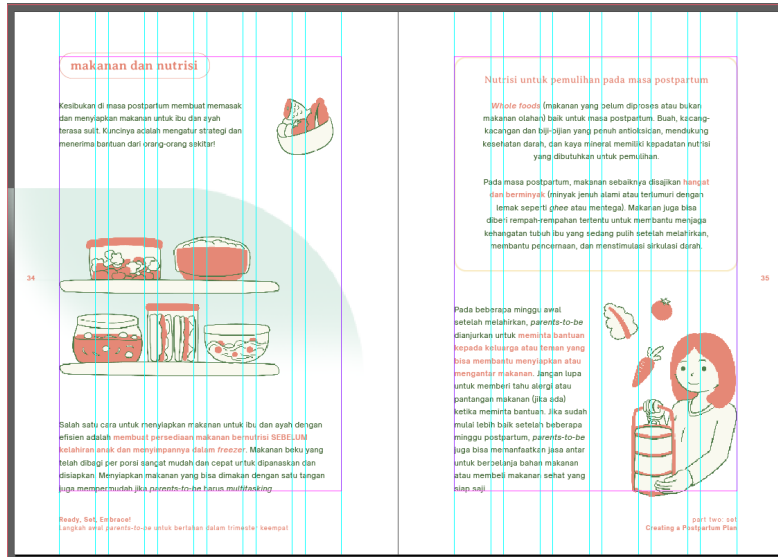 makanan dan nutrisi
Kesibukan di masa postpartum membuat memasak
dan menyiapkan makanan untuk ibu dan ayah
terasa sulit. Kuncinya adalah mengatur strategi dan
menerima bantuan dari orang-orang sekitar!
34
Salah satu cara untuk menyiapkan makanan untuk ibu dan ayah dengan
efisien adalah membuat persediaan makanan bernutrisi SEBELUM
kelahiran anak dan menyimpannya dalam freezer. Makanan beku yang
telah dibagi per porsi sangat mudah dan cepat untuk dipanaskan dan
disiapkan. Menyiapkan makanan yang bisa dimakan dengan satu tangan
juga mempermudah jika parents-to-be harus multitasking
Ready, Set, Embrace!
Langkah awal parents-to-be untuk bertahan dalam trimester keempat
Nutrisi untuk pemulihan pada masa postpartum
Whole foods (makanan yang belum diproses atau bukan
makanan olahan) baik untuk masa postpartum. Buah, kacang-
kacangan dan biji-bijian yang penuh antioksidan, mendukung
kesehatan darah, dan kaya mineral memiliki kepadatan nutrisi
yang dibutuhkan untuk pemulihan.
Pada masa postpartum, makanan sebaiknya disajikan hangat
dan berminyak (minyak jenuh alami atau terlumuri dengan
lemak seperti ghee atau mentega). Makanan juga bisa
diberi rempah-rempahan tertentu untuk membantu menjaga
kehangatan tubuh ibu yang sedang pulih setelah melahirkan,
membantu pencernaan, dan menstimulasi sirkulasi darah.
35
Pada beberapa minggu awal
setelah melahirkan, parents-to-be
dianjurkan untuk meminta bantuan
kepada keluarga atau teman yang
bisa membantu menyiapkan atau
mengantar makanan. Jangan lupa
untuk memberi tahu alergi atau
pantangan makanan (jika ada)
ketika meminta bantuan. Jika sudah
mulai lebih baik setelah beberapa
minggu postpartum, parents-to-be
juga bisa memanfaatkan jasa antar
untuk berbelanja bahan makanan
atau membeli makanan sehat yang
siap saji
part two: set
Creating a Postpartum Plan